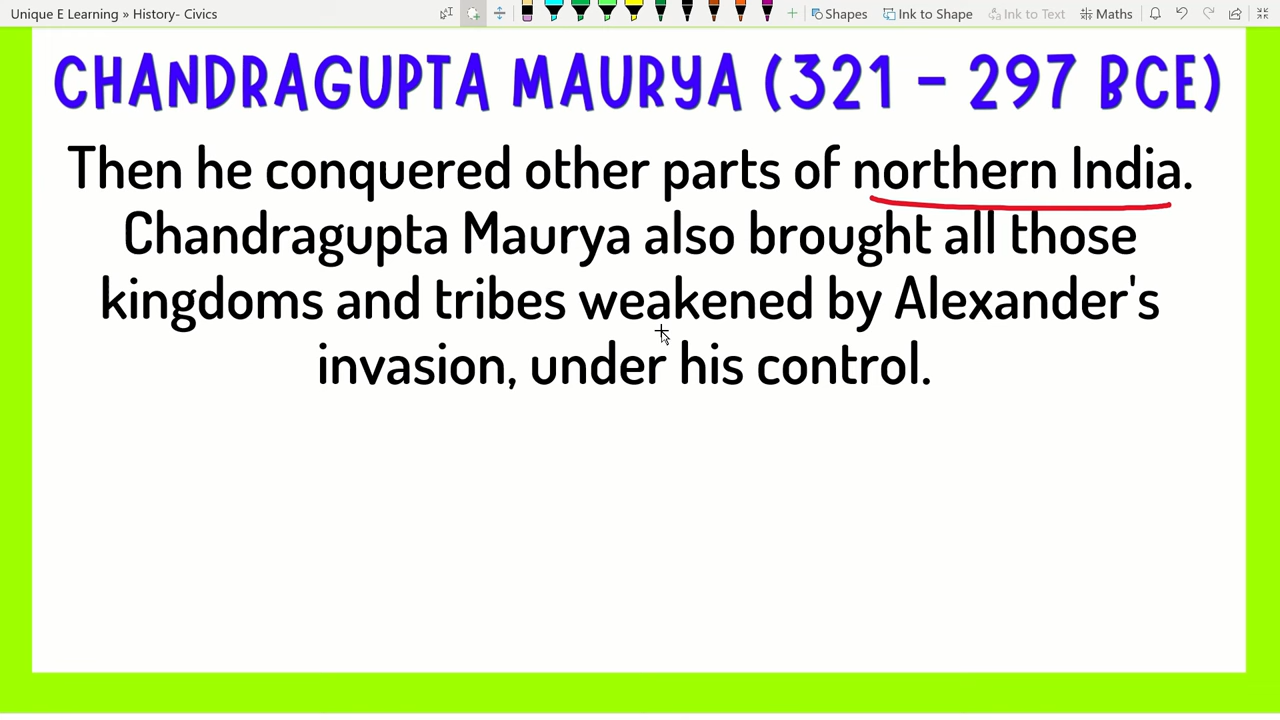 Unique E Learning » History- Civics
Shapes Ink to Shape Ink to Text Maths
CHANDRAGUPTA MAURYA (321 - 297 BCE)
Then he conquered other parts of northern India.
Chandragupta Maurya also brought all those
kingdoms and tribes weakened by Alexander's
invasion, under his control.